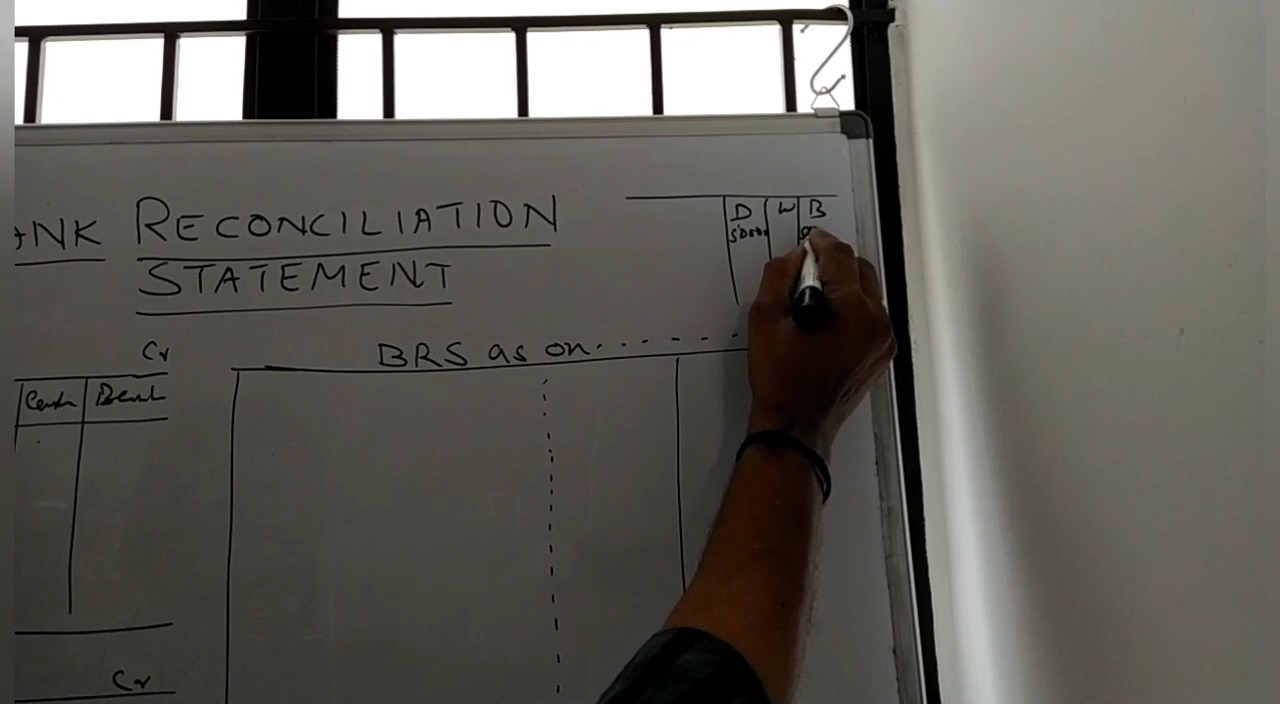 NK RECONCILIATION
STATEMENT
D W B
Cr
BRS as on.......
Cash Bank
Cr